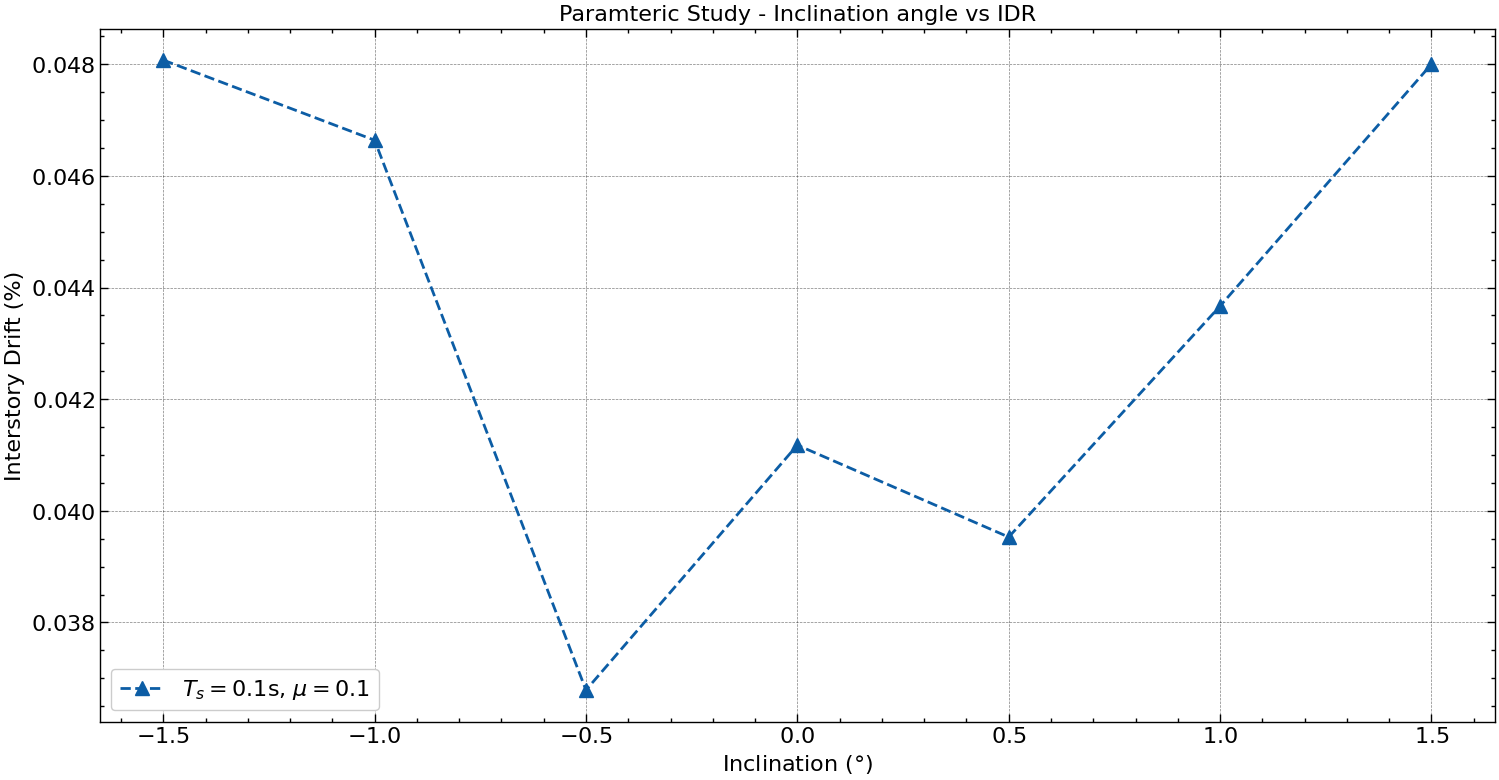 Paramteric Study - Inclination angle vs IDR
Interstory Drift (%)
0.048
0.046
0.044
0.042
0.040
0.038
T_s = 0.1s, μ = 0.1
−1.5 −1.0 −0.5 0.0 0.5 1.0 1.5
Inclination (°)